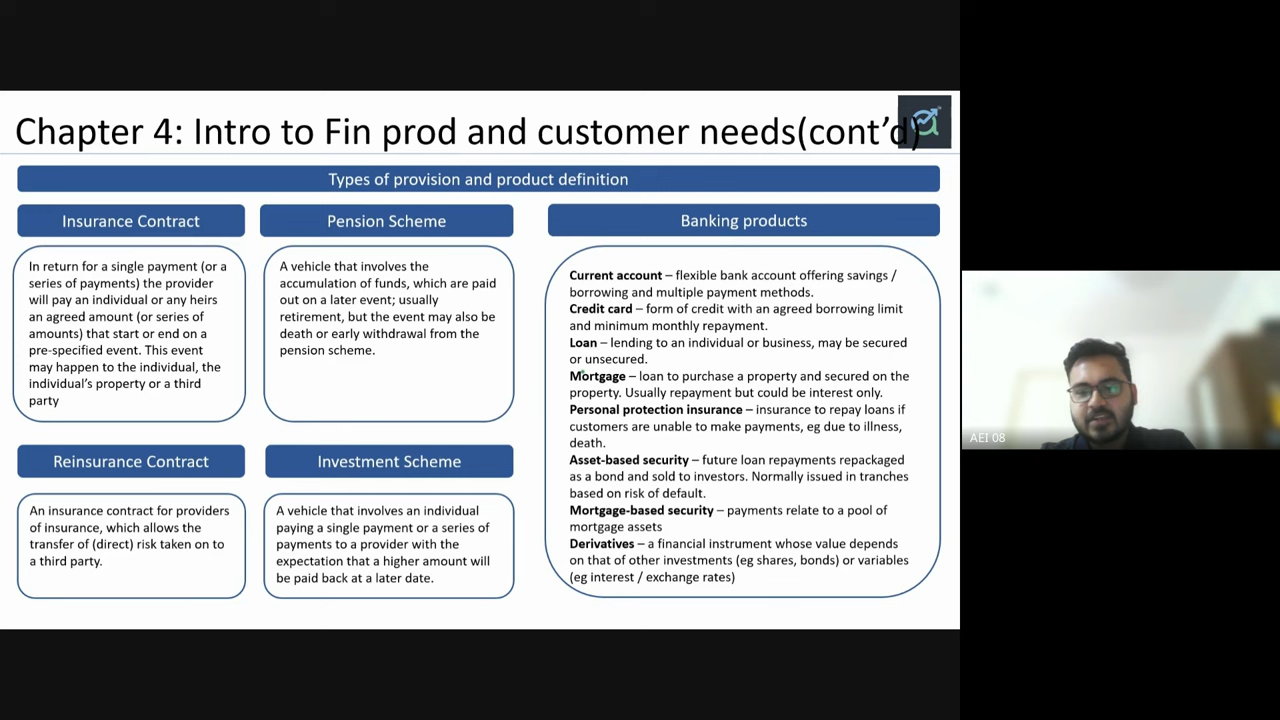 Chapter 4: Intro to Fin prod and customer needs(cont’d)
Types of provision and product definition
Insurance Contract
In return for a single payment (or a
series of payments) the provider
will pay an individual or any heirs
an agreed amount (or series of
amounts) that start or end on a
pre-specified event. This event
may happen to the individual, the
individual’s property or a third
party
Pension Scheme
A vehicle that involves the
accumulation of funds, which are paid
out on a later event; usually
retirement, but the event may also be
death or early withdrawal from the
pension scheme.
Reinsurance Contract
An insurance contract for providers
of insurance, which allows the
transfer of (direct) risk taken on to
a third party.
Investment Scheme
A vehicle that involves an individual
paying a single payment or a series of
payments to a provider with the
expectation that a higher amount will
be paid back at a later date.
Banking products
Current account – flexible bank account offering savings /
borrowing and multiple payment methods.
Credit card – form of credit with an agreed borrowing limit
and minimum monthly repayment.
Loan – lending to an individual or business, may be secured
or unsecured.
Mortgage – loan to purchase a property and secured on the
property. Usually repayment but could be interest only.
Personal protection insurance – insurance to repay loans if
customers are unable to make payments, eg due to illness,
death.
Asset-based security – future loan repayments repackaged
as a bond and sold to investors. Normally issued in tranches
based on risk of default.
Mortgage-based security – payments relate to a pool of
mortgage assets
Derivatives – a financial instrument whose value depends
on that of other investments (eg shares, bonds) or variables
(eg interest / exchange rates)
AEI 08